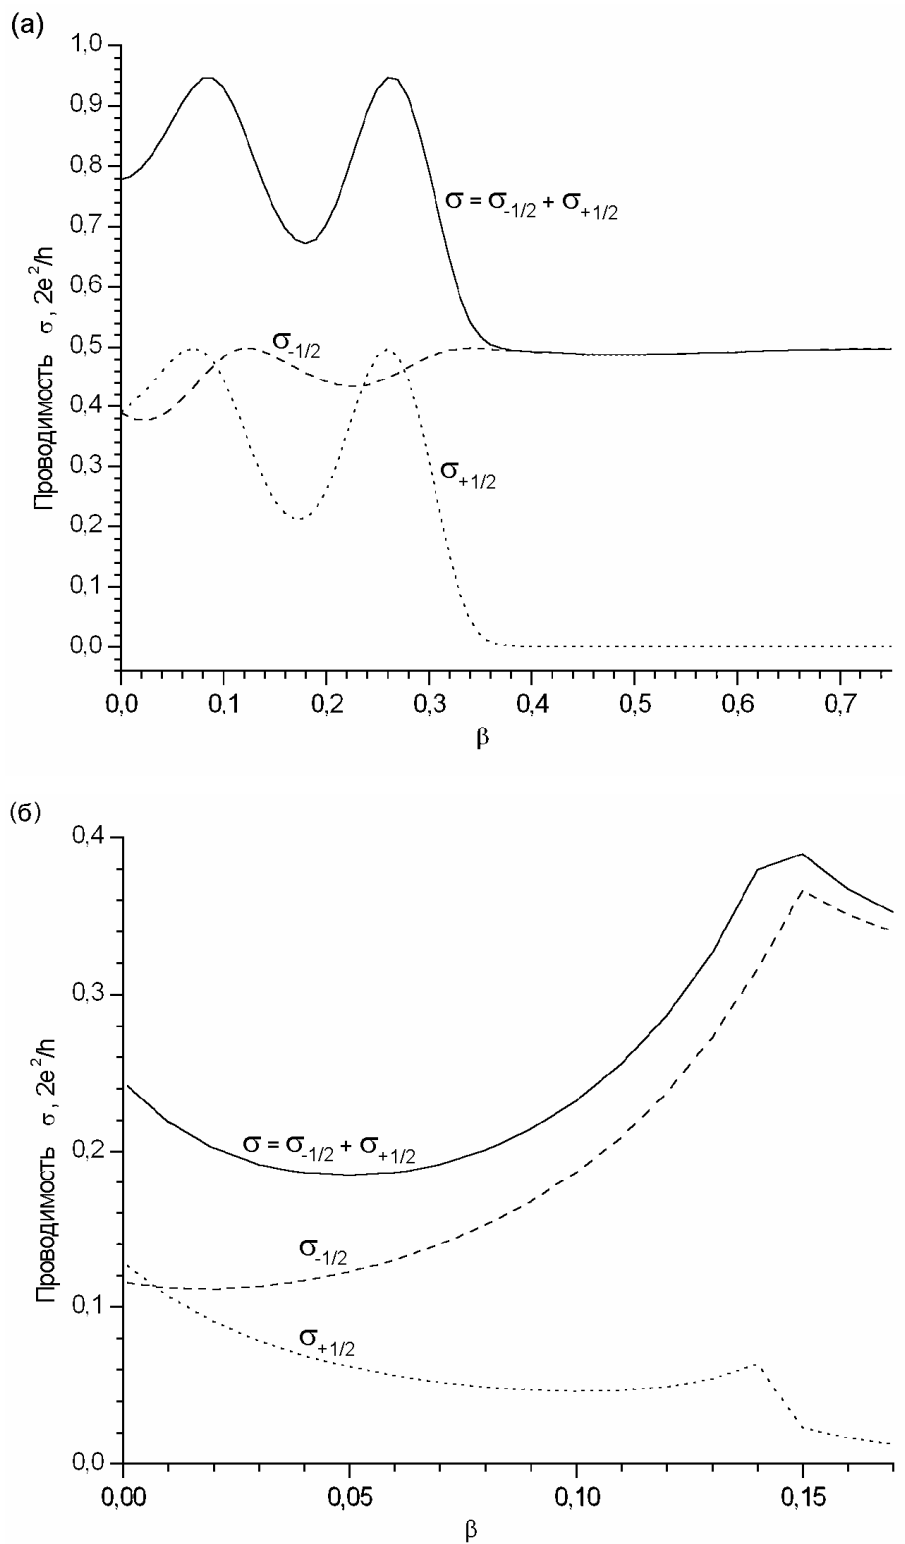 (а)
Проводимость σ, 2e²/h
1,0
0,9
0,8
0,7
0,6
0,5
0,4
0,3
0,2
0,1
0,0
σ = σ-1/2 + σ+1/2
σ-1/2
σ+1/2
0,0 0,1 0,2 0,3 0,4 0,5 0,6 0,7
β
(б)
Проводимость σ, 2e²/h
0,4
0,3
0,2
0,1
0,0
σ = σ-1/2 + σ+1/2
σ-1/2
σ+1/2
0,00 0,05 0,10 0,15
β